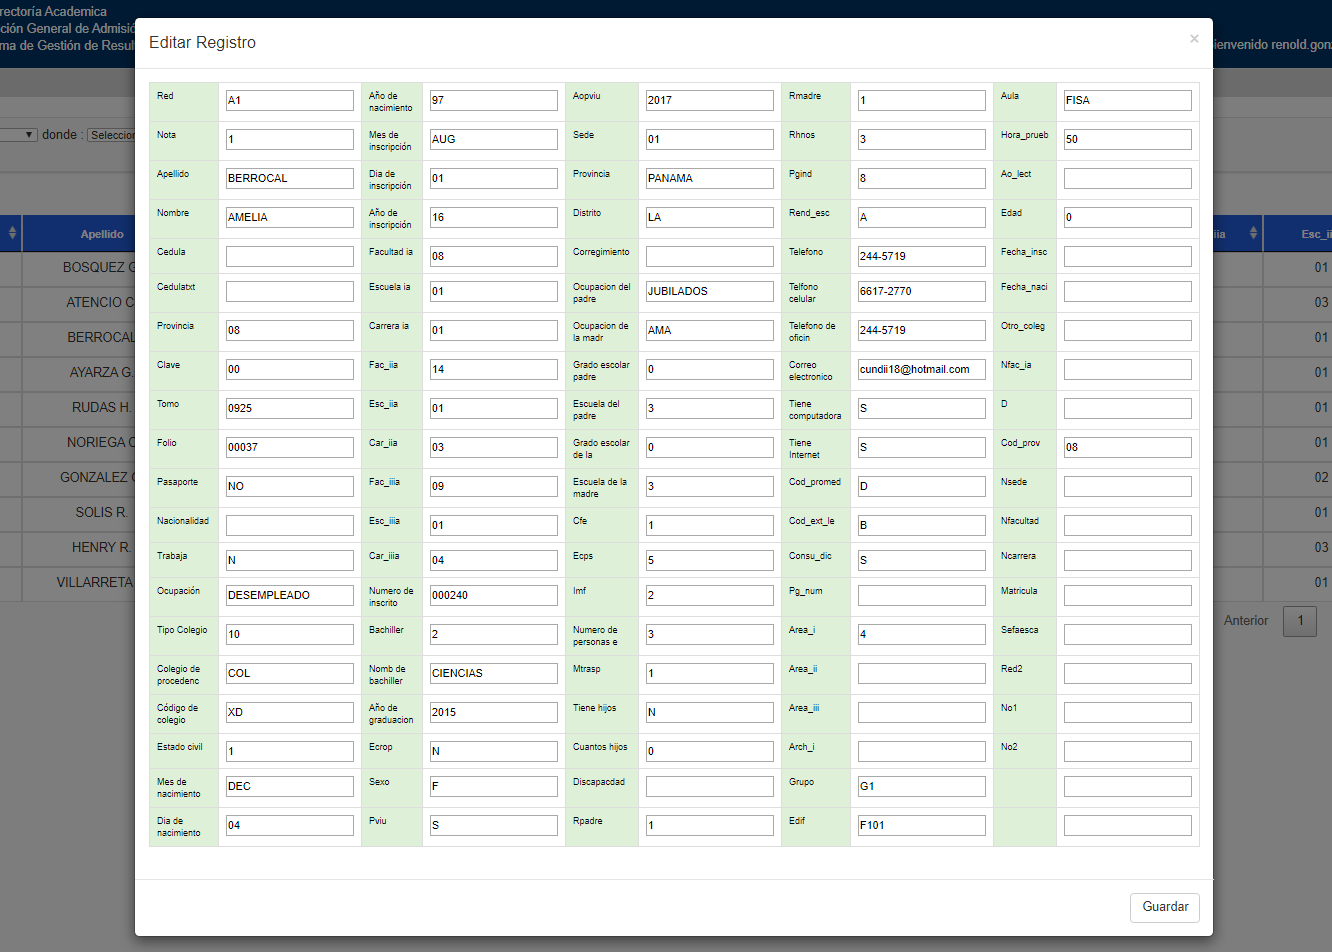 rectoría Academica
ción General de Admisió
ma de Gestión de Resul
ienvenido renold.gonz
donde : Seleccion
Apellido
iia
Esc_ii
BOSQUEZ G
01
ATENCIO C
03
BERROCAL
01
AYARZA G.
01
RUDAS H.
01
NORIEGA C
01
GONZALEZ C
02
SOLIS R.
01
HENRY R.
03
VILLARRETA
01
Anterior 1
Editar Registro ×
Red A1 Año de nacimiento 97 Aopviu 2017 Rmadre 1 Aula FISA
Nota 1 Mes de inscripción AUG Sede 01 Rhnos 3 Hora_prueb 50
Apellido BERROCAL Dia de inscripción 01 Provincia PANAMA Pgind 8 Ao_lect
Nombre AMELIA Año de inscripción 16 Distrito LA Rend_esc A Edad 0
Cedula Facultad ia 08 Corregimiento Telefono 244-5719 Fecha_insc
Cedulatxt Escuela ia 01 Ocupacion del padre JUBILADOS Telfono celular 6617-2770 Fecha_naci
Provincia 08 Carrera ia 01 Ocupacion de la madr AMA Telefono de oficin 244-5719 Otro_coleg
Clave 00 Fac_iia 14 Grado escolar padre 0 Correo electronico cundii18@hotmail.com Nfac_ia
Tomo 0925 Esc_iia 01 Escuela del padre 3 Tiene computadora S D
Folio 00037 Car_iia 03 Grado escolar de la 0 Tiene Internet S Cod_prov 08
Pasaporte NO Fac_iiia 09 Escuela de la madre 3 Cod_promed D Nsede
Nacionalidad Esc_iiia 01 Cfe 1 Cod_ext_le B Nfacultad
Trabaja N Car_iiia 04 Ecps 5 Consu_dic S Ncarrera
Ocupación DESEMPLEADO Numero de inscrito 000240 Imf 2 Pg_num Matricula
Tipo Colegio 10 Bachiller 2 Numero de personas e 3 Area_i 4 Sefaesca
Colegio de procedenc COL Nomb de bachiller CIENCIAS Mtrasp 1 Area_ii Red2
Código de colegio XD Año de graduacion 2015 Tiene hijos N Area_iii No1
Estado civil 1 Ecrop N Cuantos hijos 0 Arch_i No2
Mes de nacimiento DEC Sexo F Discapacdad Grupo G1
Dia de nacimiento 04 Pviu S Rpadre 1 Edif F101
Guardar